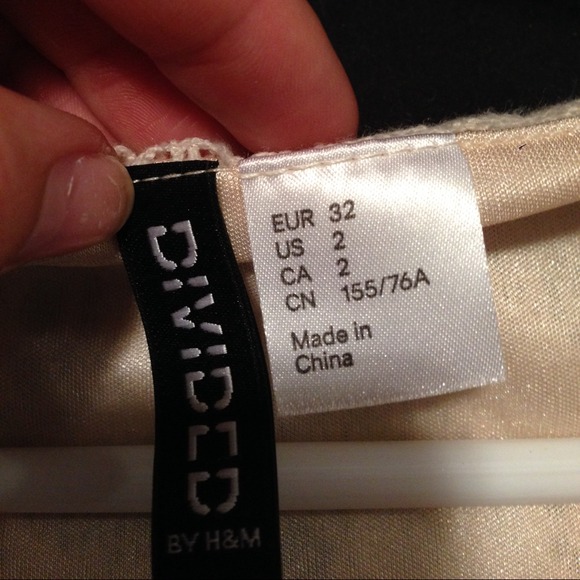 DIVIDED
BY H&M
EUR 32
US 2
CA 2
CN 155/76A
Made in
China